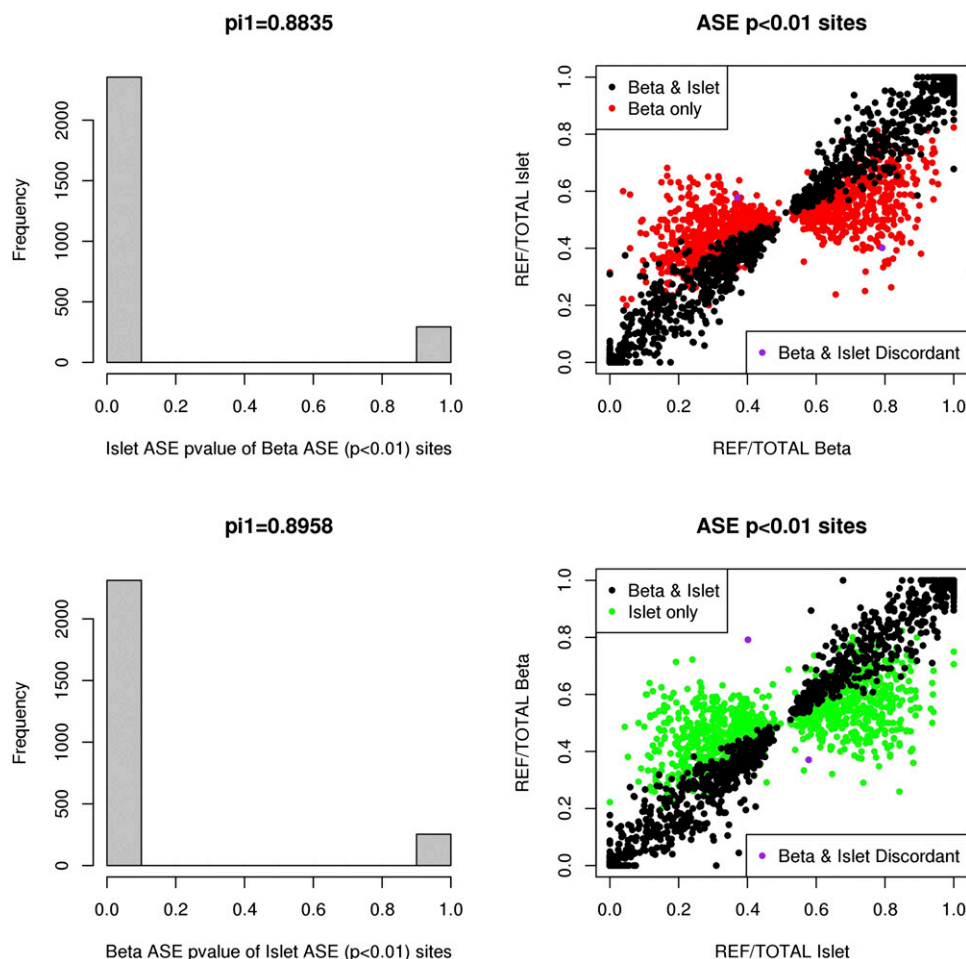 pi1=0.8835
Frequency
0 500 1000 1500 2000
0.0 0.2 0.4 0.6 0.8 1.0
Islet ASE pvalue of Beta ASE (p<0.01) sites
ASE p<0.01 sites
Beta & Islet
Beta only
REF/TOTAL Islet
0.0 0.2 0.4 0.6 0.8 1.0
Beta & Islet Discordant
0.0 0.2 0.4 0.6 0.8 1.0
REF/TOTAL Beta
pi1=0.8958
Frequency
0 500 1000 1500 2000
0.0 0.2 0.4 0.6 0.8 1.0
Beta ASE pvalue of Islet ASE (p<0.01) sites
ASE p<0.01 sites
Beta & Islet
Islet only
REF/TOTAL Beta
0.0 0.2 0.4 0.6 0.8 1.0
Beta & Islet Discordant
0.0 0.2 0.4 0.6 0.8 1.0
REF/TOTAL Islet